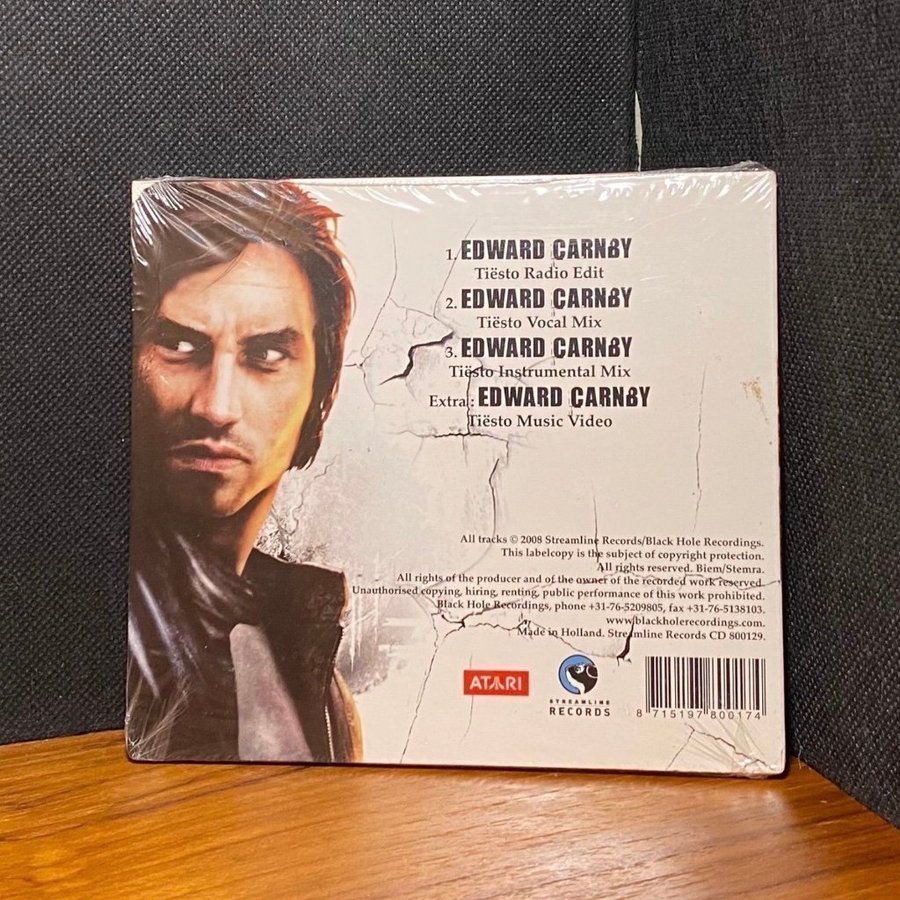 1. EDWARD CARNBY
Tiësto Radio Edit
2. EDWARD CARNBY
Tiësto Vocal Mix
3. EDWARD CARNBY
Tiësto Instrumental Mix
Extra: EDWARD CARNBY
Tiësto Music Video
All tracks © 2008 Streamline Records/Black Hole Recordings.
This labelcopy is the subject of copyright protection.
All rights reserved. Biem/Stemra.
All rights of the producer and of the owner of the recorded work reserved.
Unauthorised copying, hiring, renting, public performance of this work prohibited.
Black Hole Recordings, phone +31-76-5209805, fax +31-76-5138103.
www.blackholerecordings.com.
Made in Holland. Streamline Records CD 800129.
ATARI
STREAMLINE
RECORDS
8 715197 800174